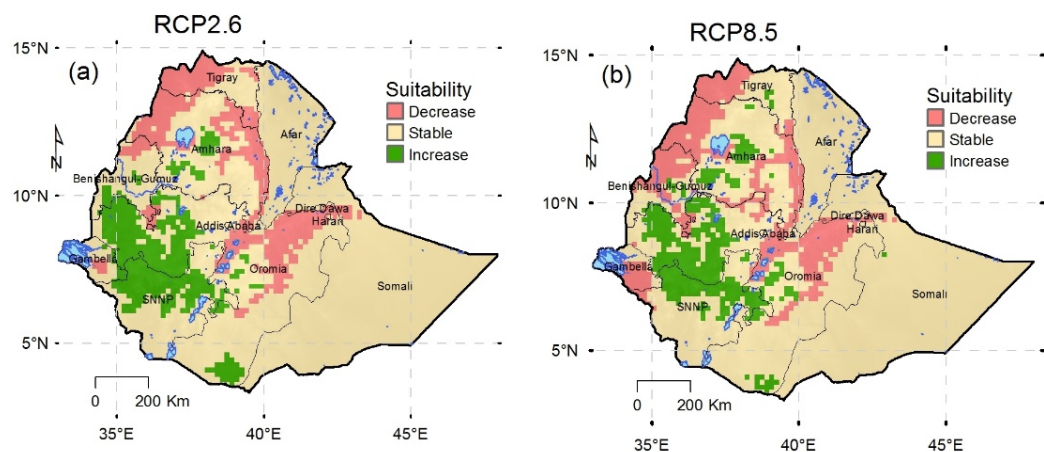 RCP2.6
15°N
10°N
5°N
35°E
40°E
45°E
(a)
N
Suitability
Decrease
Stable
Increase
Tigray
Afar
Amhara
Benishangul-Gumuz
Dire Dawa
Harari
Addis Ababa
Gambella
Oromia
SNNP
Somali
0 200 Km
RCP8.5
15°N
10°N
5°N
35°E
40°E
45°E
(b)
N
Suitability
Decrease
Stable
Increase
Tigray
Afar
Amhara
Benishangul-Gumuz
Dire Dawa
Harari
Addis Ababa
Gambella
Oromia
SNNP
Somali
0 200 Km